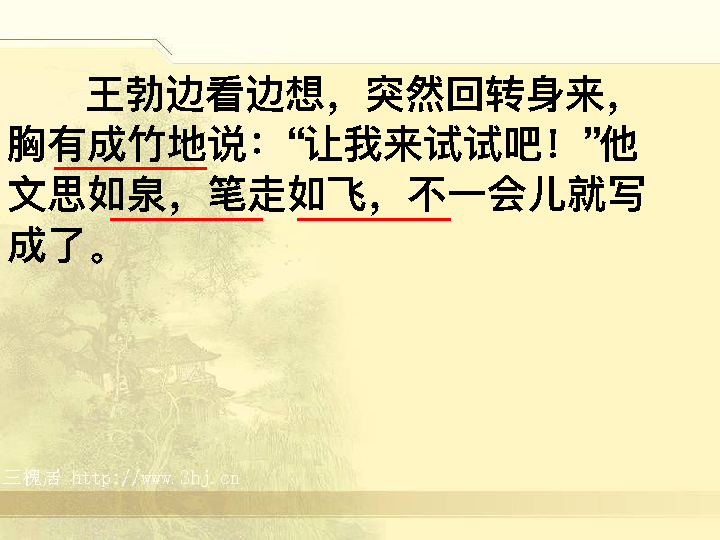 王勃边看边想，突然回转身来，
胸有成竹地说：“让我来试试吧！”他
文思如泉，笔走如飞，不一会儿就写
成了。
三槐居 http://www.3hj.cn